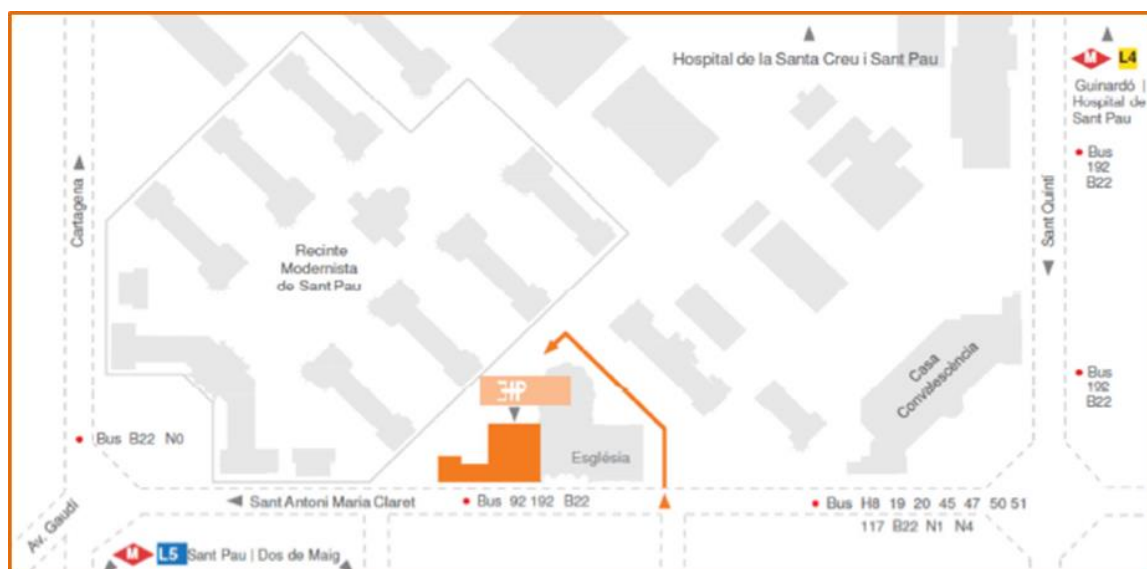 Hospital de la Santa Creu i Sant Pau
M L4
Guinardó |
Hospital de
Sant Pau
Bus
192
B22
Cartagena
Sant Quintí
Recinte
Modernista
de Sant Pau
Casa
Convalescència
Bus
192
B22
Bus B22 N0
Església
Sant Antoni Maria Claret
Bus 92 192 B22
Bus H8 19 20 45 47 50 51
117 B22 N1 N4
Av. Gaudí
M L5 Sant Pau | Dos de Maig